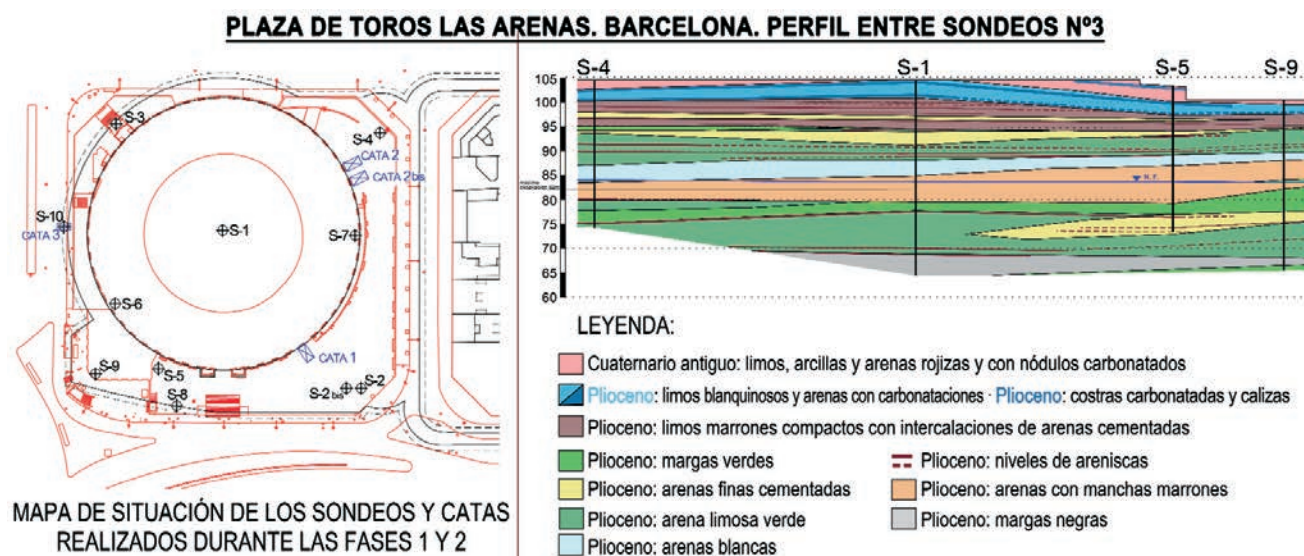 PLAZA DE TOROS LAS ARENAS. BARCELONA. PERFIL ENTRE SONDEOS Nº3
S-3
S-4
CATA 2
CATA 2bis
S-10
CATA 3
S-1
S-7
S-6
CATA 1
S-9
S-5
S-2
S-2bis
S-8
MAPA DE SITUACIÓN DE LOS SONDEOS Y CATAS
REALIZADOS DURANTE LAS FASES 1 Y 2
S-4
S-1
S-5
S-9
105
100
95
90
85
80
75
70
65
60
N.F.
LEYENDA:
Cuaternario antiguo: limos, arcillas y arenas rojizas y con nódulos carbonatados
Plioceno: limos blanquinosos y arenas con carbonataciones · Plioceno: costras carbonatadas y calizas
Plioceno: limos marrones compactos con intercalaciones de arenas cementadas
Plioceno: margas verdes
Plioceno: niveles de areniscas
Plioceno: arenas finas cementadas
Plioceno: arenas con manchas marrones
Plioceno: arena limosa verde
Plioceno: margas negras
Plioceno: arenas blancas